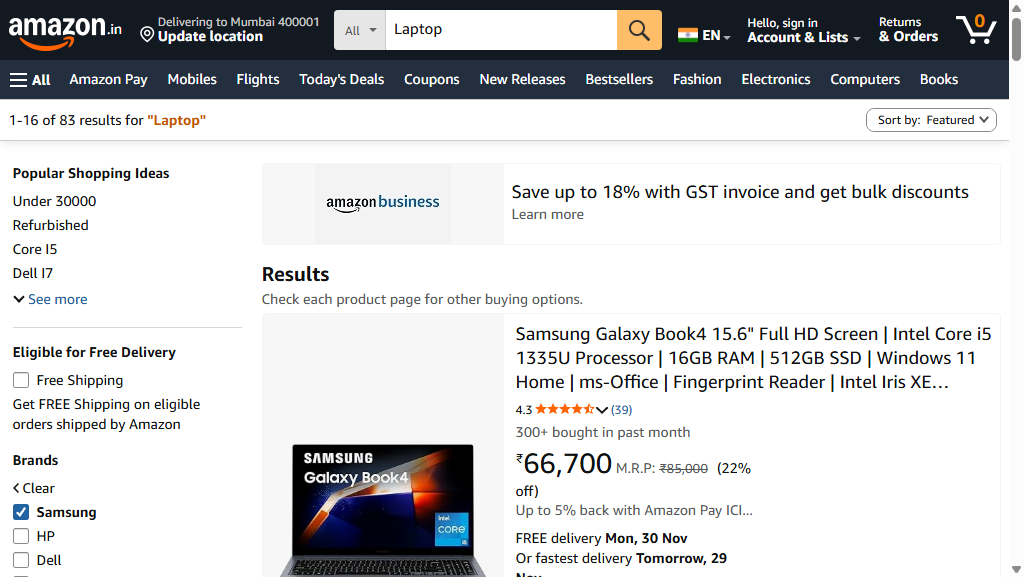 amazon.in
Delivering to Mumbai 400001
Update location
All
Laptop
EN
Hello, sign in
Account & Lists
Returns
& Orders
0
All
Amazon Pay
Mobiles
Flights
Today's Deals
Coupons
New Releases
Bestsellers
Fashion
Electronics
Computers
Books
1-16 of 83 results for "Laptop"
Sort by: Featured
Popular Shopping Ideas
Under 30000
Refurbished
Core I5
Dell I7
See more
Eligible for Free Delivery
Free Shipping
Get FREE Shipping on eligible
orders shipped by Amazon
Brands
Clear
Samsung
HP
Dell
amazon business
Save up to 18% with GST invoice and get bulk discounts
Learn more
Results
Check each product page for other buying options.
SAMSUNG
Galaxy Book4
intel
CORE
i5
Samsung Galaxy Book4 15.6" Full HD Screen | Intel Core i5
1335U Processor | 16GB RAM | 512GB SSD | Windows 11
Home | ms-Office | Fingerprint Reader | Intel Iris XE…
4.3 (39)
300+ bought in past month
₹66,700 M.R.P: ₹85,000 (22%
off)
Up to 5% back with Amazon Pay ICI…
FREE delivery Mon, 30 Nov
Or fastest delivery Tomorrow, 29
Nov